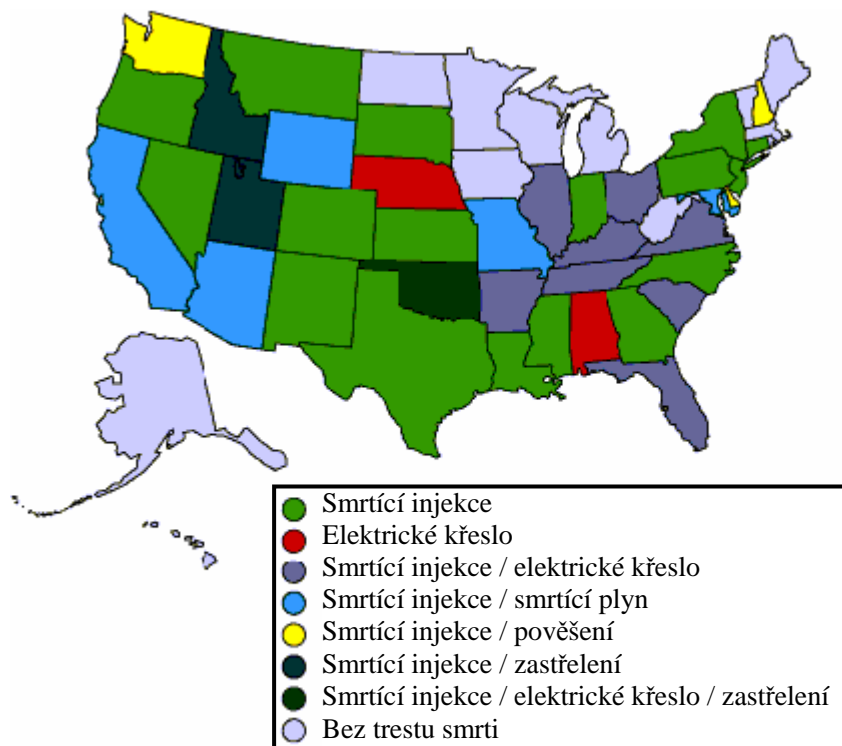 Smrtící injekce
Elektrické křeslo
Smrtící injekce / elektrické křeslo
Smrtící injekce / smrtící plyn
Smrtící injekce / pověšení
Smrtící injekce / zastřelení
Smrtící injekce / elektrické křeslo / zastřelení
Bez trestu smrti